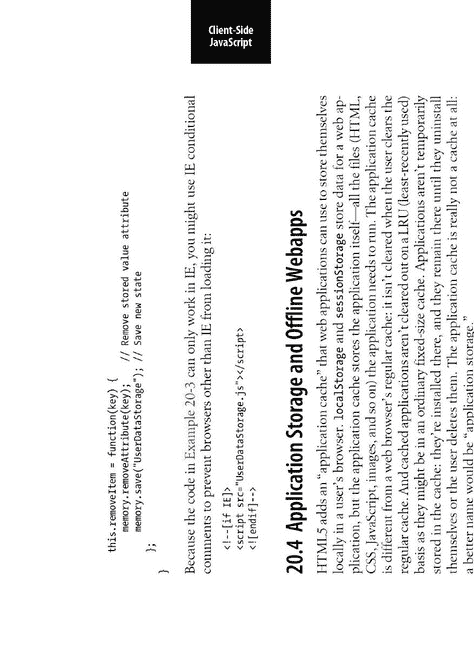 Client-Side
JavaScript
this.removeItem = function(key) {
memory.removeAttribute(key);       // Remove stored value attribute
memory.save("UserDataStorage"); // Save new state
};
}
Because the code in Example 20-3 can only work in IE, you might use IE conditional
comments to prevent browsers other than IE from loading it:
<!--[if IE]>
<script src="UserDataStorage.js"></script>
<![endif]-->
20.4 Application Storage and Offline Webapps
HTML5 adds an “application cache” that web applications can use to store themselves
locally in a user’s browser. localStorage and sessionStorage store data for a web ap-
plication, but the application cache stores the application itself—all the files (HTML,
CSS, JavaScript, images, and so on) the application needs to run. The application cache
is different from a web browser’s regular cache: it isn’t cleared when the user clears the
regular cache. And cached applications aren’t cleared out on a LRU (least-recently used)
basis as they might be in an ordinary fixed-size cache. Applications aren’t temporarily
stored in the cache: they’re installed there, and they remain there until they uninstall
themselves or the user deletes them. The application cache is really not a cache at all:
a better name would be “application storage.”